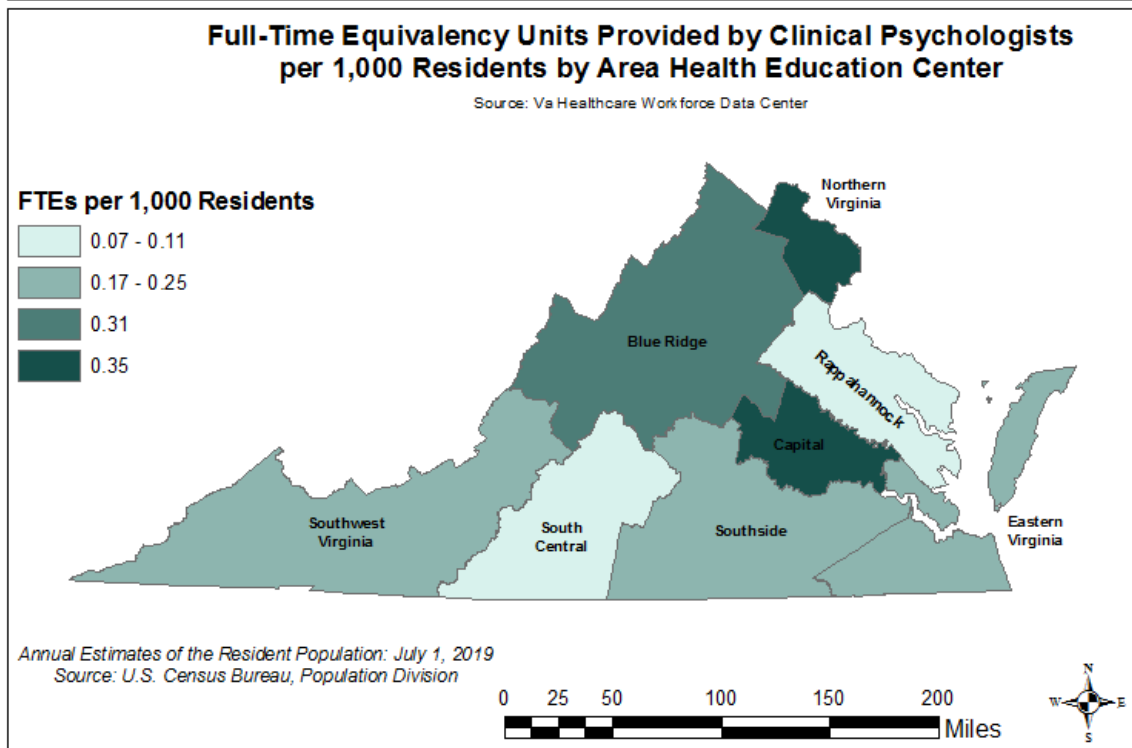 Full-Time Equivalency Units Provided by Clinical Psychologists
per 1,000 Residents by Area Health Education Center
Source: Va Healthcare Workforce Data Center
FTEs per 1,000 Residents
0.07 - 0.11
0.17 - 0.25
0.31
0.35
Northern
Virginia
Blue Ridge
Rappahannock
Capital
Southwest
Virginia
South
Central
Southside
Eastern
Virginia
Annual Estimates of the Resident Population: July 1, 2019
Source: U.S. Census Bureau, Population Division
0 25 50 100 150 200
Miles
N
W E
S